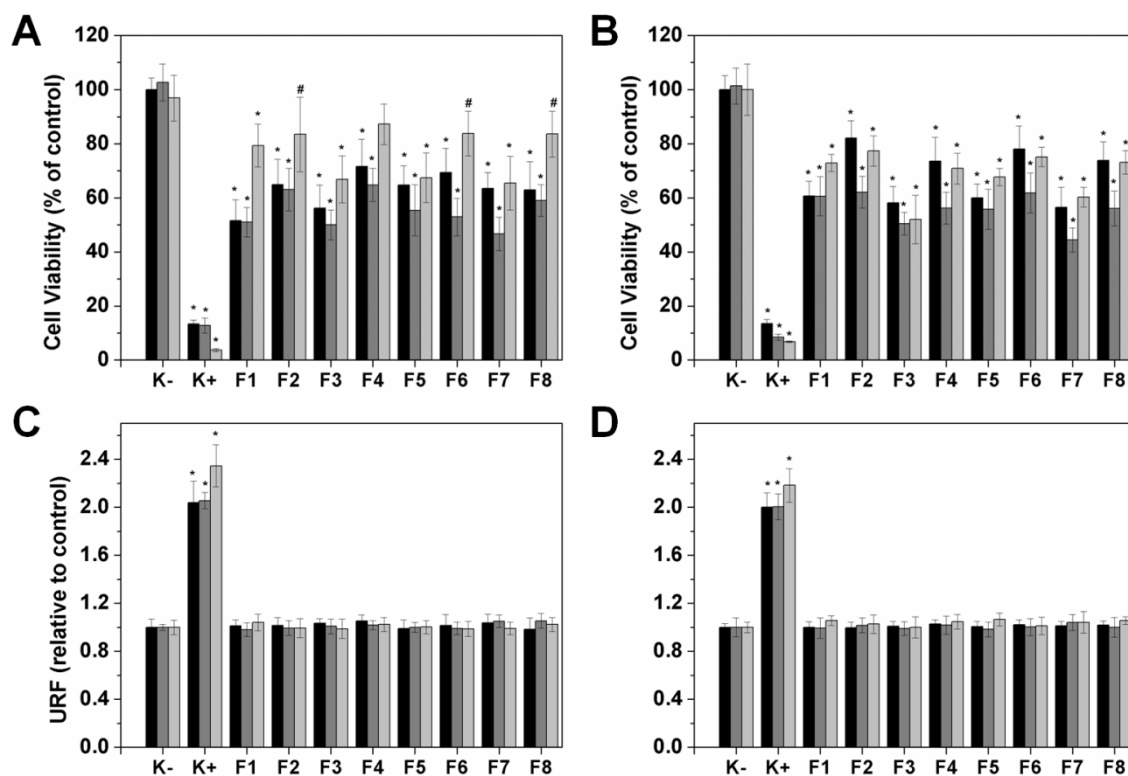 A
Cell Viability (% of control)
120
100
80
60
40
20
0
* * * * * * * # * * * * * * * * * * # * * * * * #
K- K+ F1 F2 F3 F4 F5 F6 F7 F8
B
Cell Viability (% of control)
120
100
80
60
40
20
0
* * * * * * * * * * * * * * * * * * * * * * * * * * *
K- K+ F1 F2 F3 F4 F5 F6 F7 F8
C
URF (relative to control)
2.4
2.0
1.6
1.2
0.8
0.4
0.0
* * *
K- K+ F1 F2 F3 F4 F5 F6 F7 F8
D
2.4
2.0
1.6
1.2
0.8
0.4
0.0
* * *
K- K+ F1 F2 F3 F4 F5 F6 F7 F8